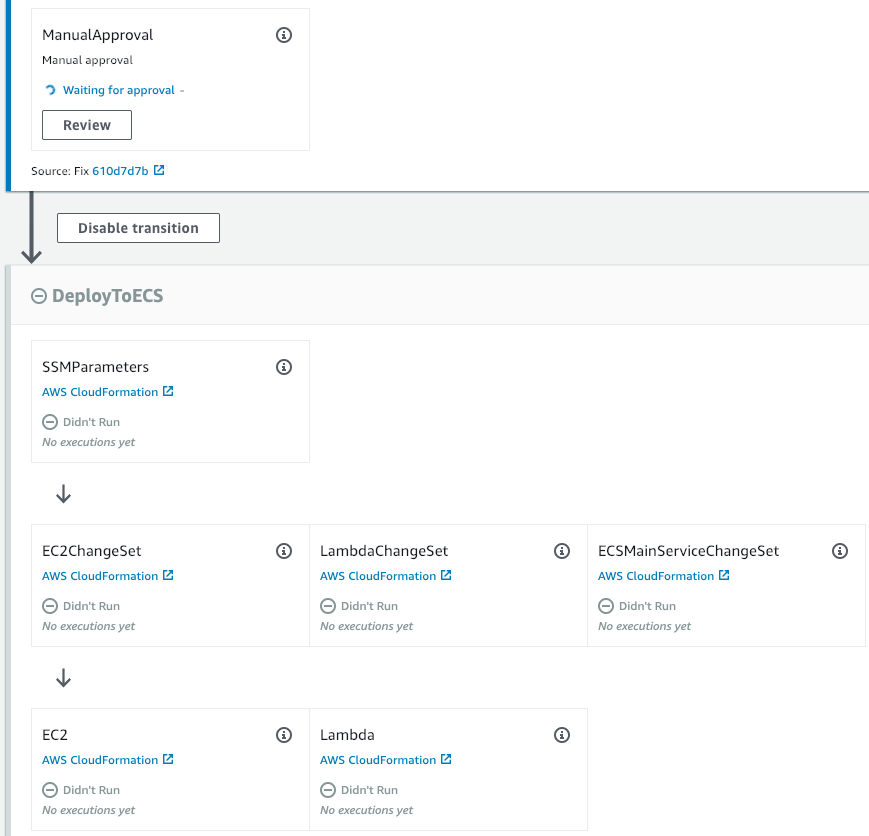 ManualApproval
Manual approval
Waiting for approval -
Review
Source: Fix 610d7d7b
Disable transition
DeployToECS
SSMParameters
AWS CloudFormation
Didn't Run
No executions yet
EC2ChangeSet
AWS CloudFormation
Didn't Run
No executions yet
LambdaChangeSet
AWS CloudFormation
Didn't Run
No executions yet
ECSMainServiceChangeSet
AWS CloudFormation
Didn't Run
No executions yet
EC2
AWS CloudFormation
Didn't Run
No executions yet
Lambda
AWS CloudFormation
Didn't Run
No executions yet